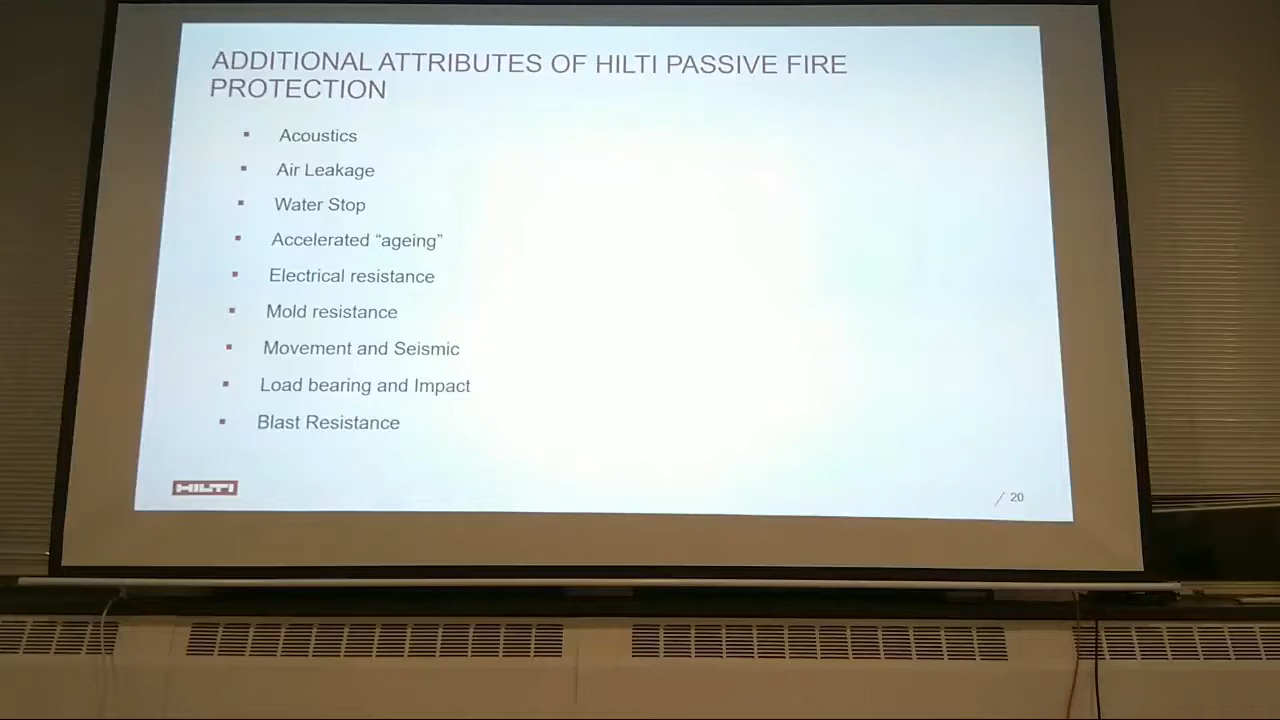 ADDITIONAL ATTRIBUTES OF HILTI PASSIVE FIRE
PROTECTION
▪ Acoustics
▪ Air Leakage
▪ Water Stop
▪ Accelerated “ageing”
▪ Electrical resistance
▪ Mold resistance
▪ Movement and Seismic
▪ Load bearing and Impact
▪ Blast Resistance
HILTI
/ 20